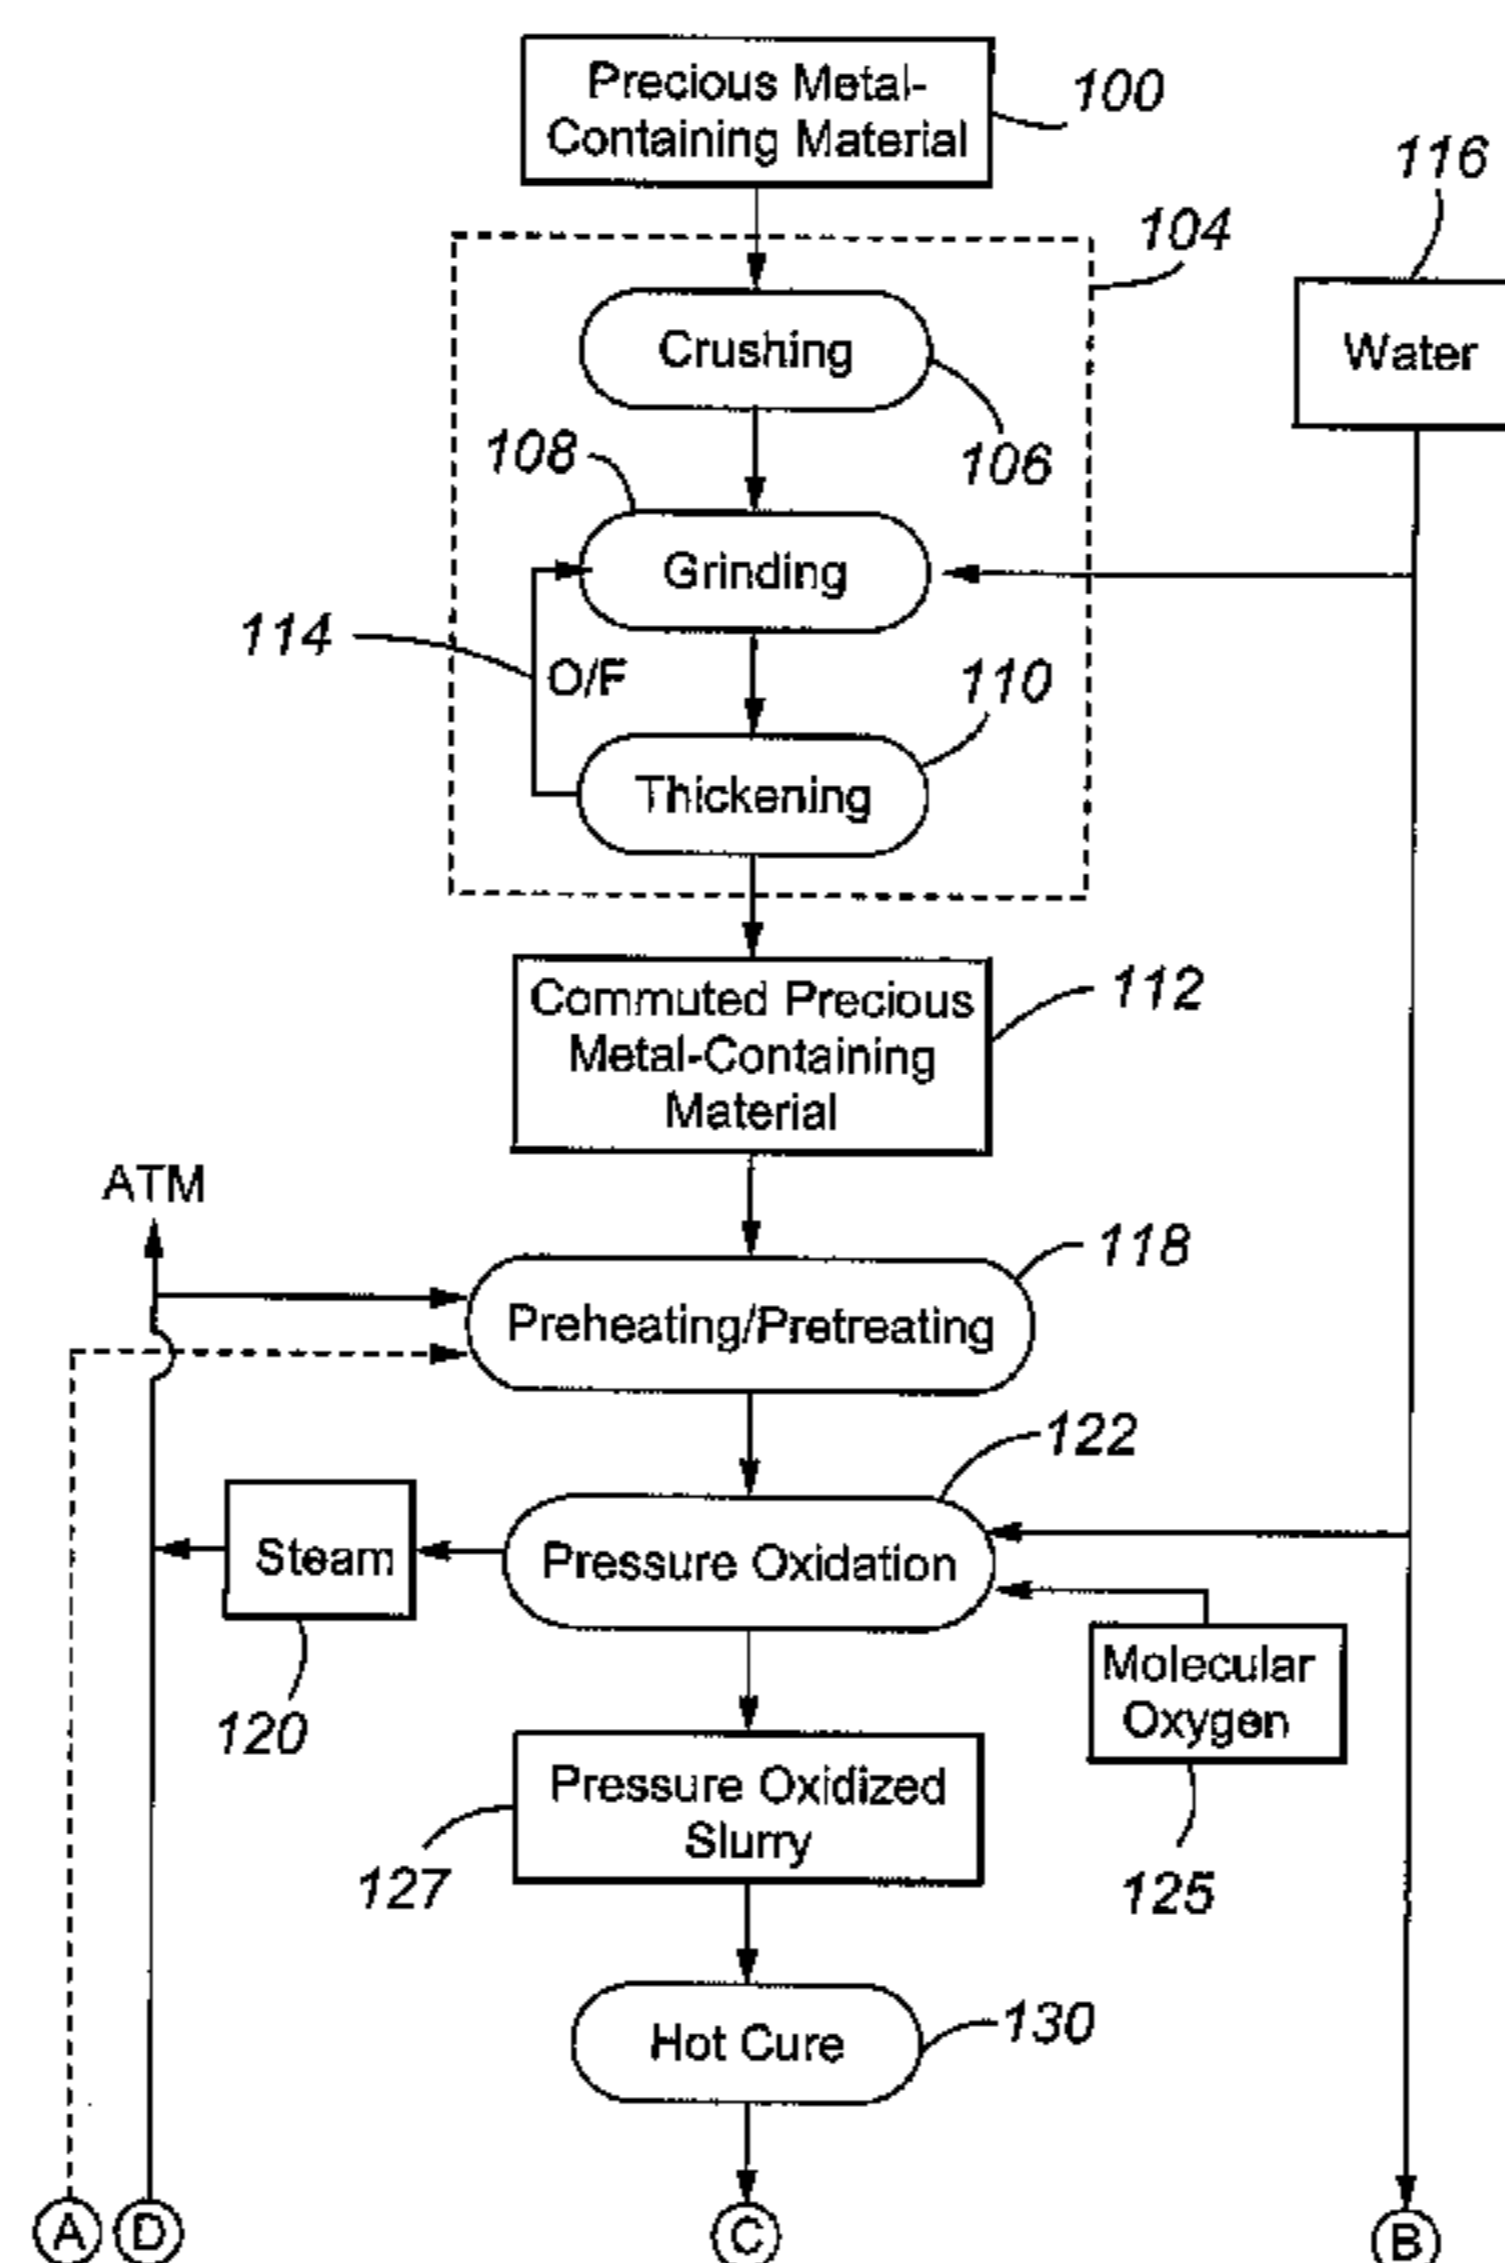 Precious Metal-
Containing Material
100
116
104
Water
Crushing
106
108
Grinding
114
O/F
110
Thickening
Commuted Precious
Metal-Containing
Material
112
ATM
118
Preheating/Pretreating
122
Steam
Pressure Oxidation
120
Molecular
Oxygen
Pressure Oxidized
Slurry
127
125
Hot Cure
130
A
D
C
B